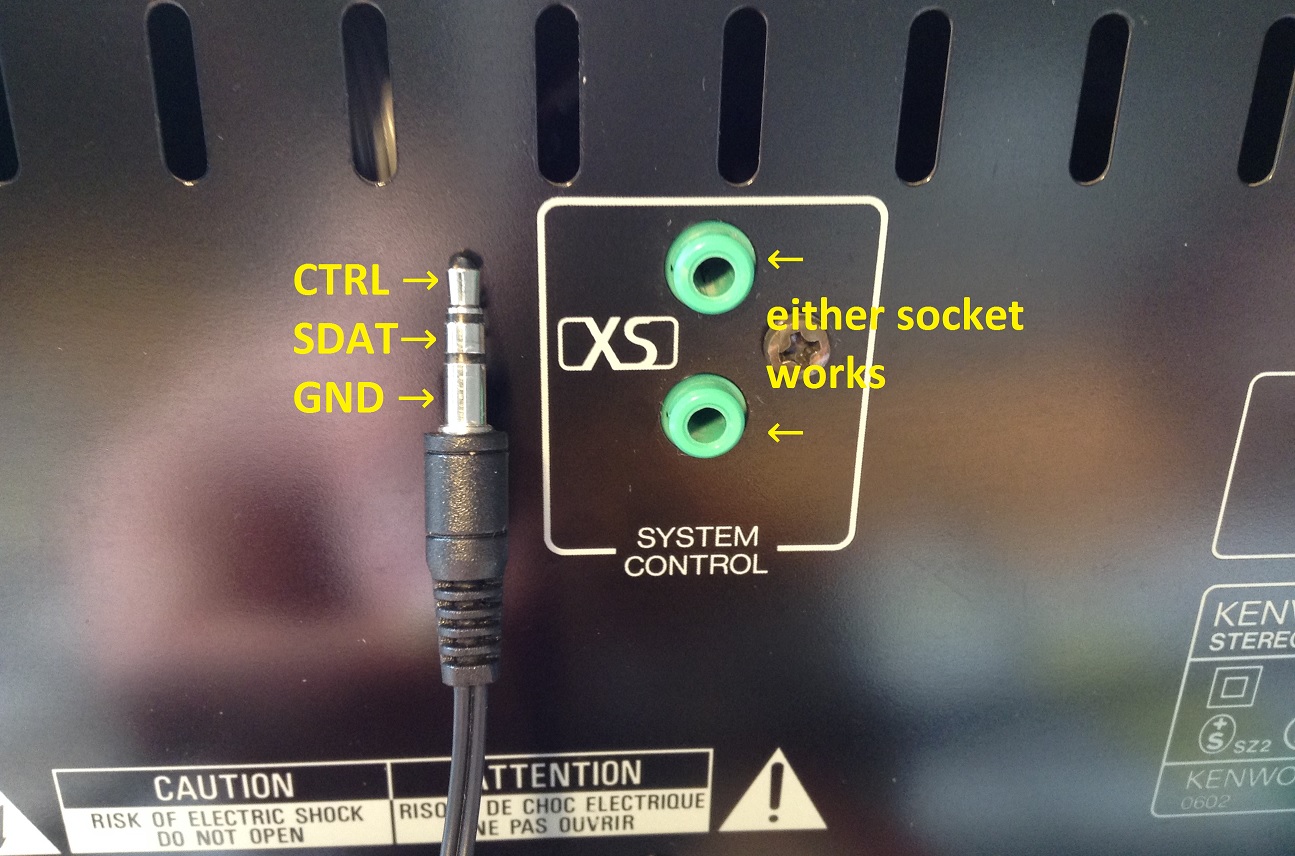 CTRL →
SDAT→
GND →
←
either socket
works
←
XS
SYSTEM
CONTROL
CAUTION
RISK OF ELECTRIC SHOCK
DO NOT OPEN
ATTENTION
DE CHOC ELECTRIQUE
NE PAS OUVRIR
KENW
STEREO
SZ2
KENWO
0602